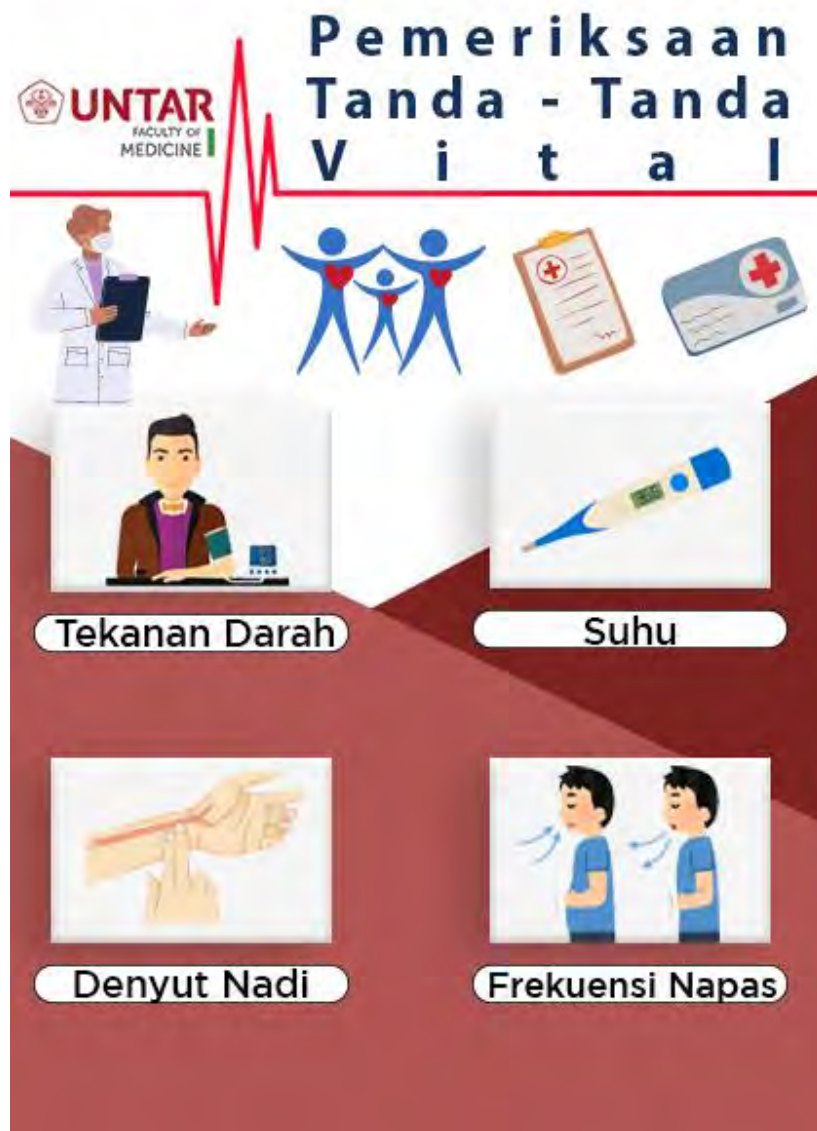 UNTAR
FACULTY OF
MEDICINE
Pemeriksaan
Tanda - Tanda
Vital
Tekanan Darah
Suhu
Denyut Nadi
Frekuensi Napas